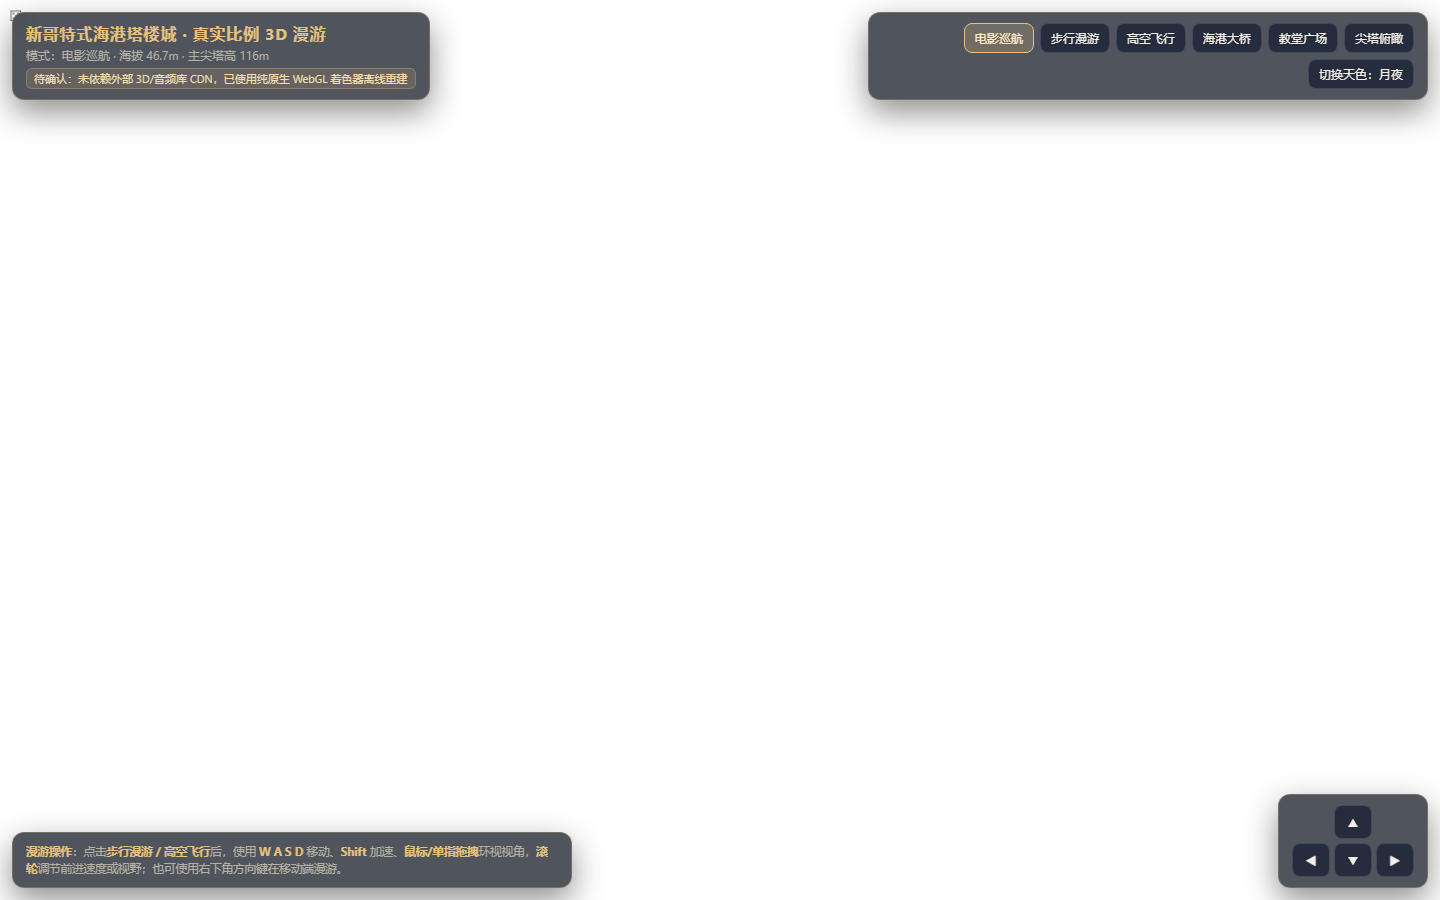 新哥特式海港塔楼城 · 真实比例 3D 漫游
模式：电影巡航 · 海拔 46.7m · 主尖塔高 116m
待确认：未依赖外部 3D/音频库 CDN，已使用纯原生 WebGL 着色器离线重建
电影巡航 步行漫游 高空飞行 海港大桥 教堂广场 尖塔俯瞰
切换天色：月夜
漫游操作：点击步行漫游 / 高空飞行后，使用 W A S D 移动、Shift 加速、鼠标/单指拖拽环视视角，滚
轮调节前进速度或视野；也可使用右下角方向键在移动端漫游。
▲
◀ ▼ ▶